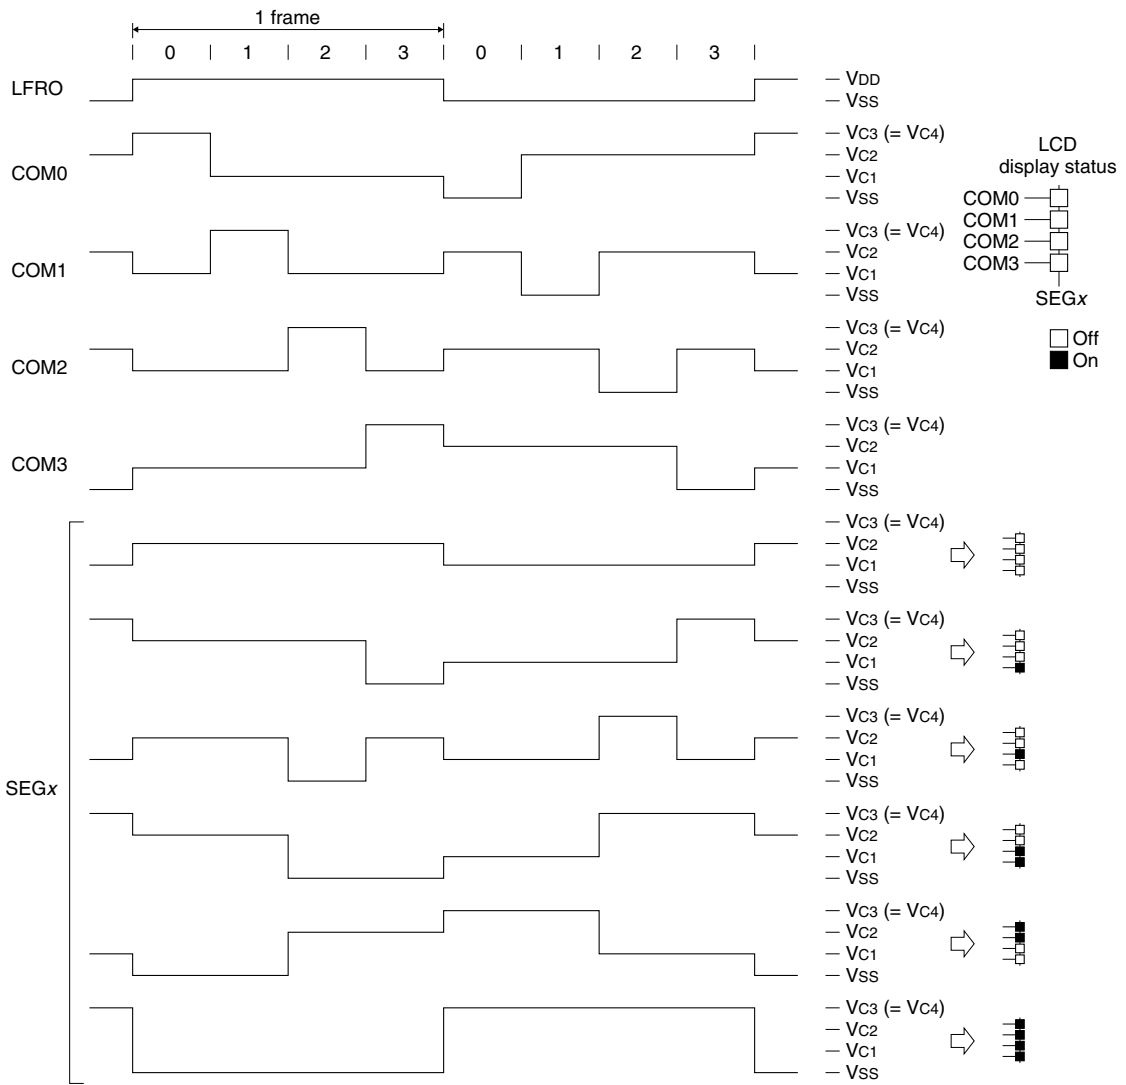 1 frame
0 1 2 3 0 1 2 3
LFRO
VDD
VSS
COM0
VC3 (= VC4)
VC2
VC1
VSS
COM1
VC3 (= VC4)
VC2
VC1
VSS
COM2
VC3 (= VC4)
VC2
VC1
VSS
COM3
VC3 (= VC4)
VC2
VC1
VSS
SEGx
VC3 (= VC4)
VC2
VC1
VSS
VC3 (= VC4)
VC2
VC1
VSS
VC3 (= VC4)
VC2
VC1
VSS
VC3 (= VC4)
VC2
VC1
VSS
VC3 (= VC4)
VC2
VC1
VSS
VC3 (= VC4)
VC2
VC1
VSS
LCD
display status
COM0
COM1
COM2
COM3
SEGx
Off
On